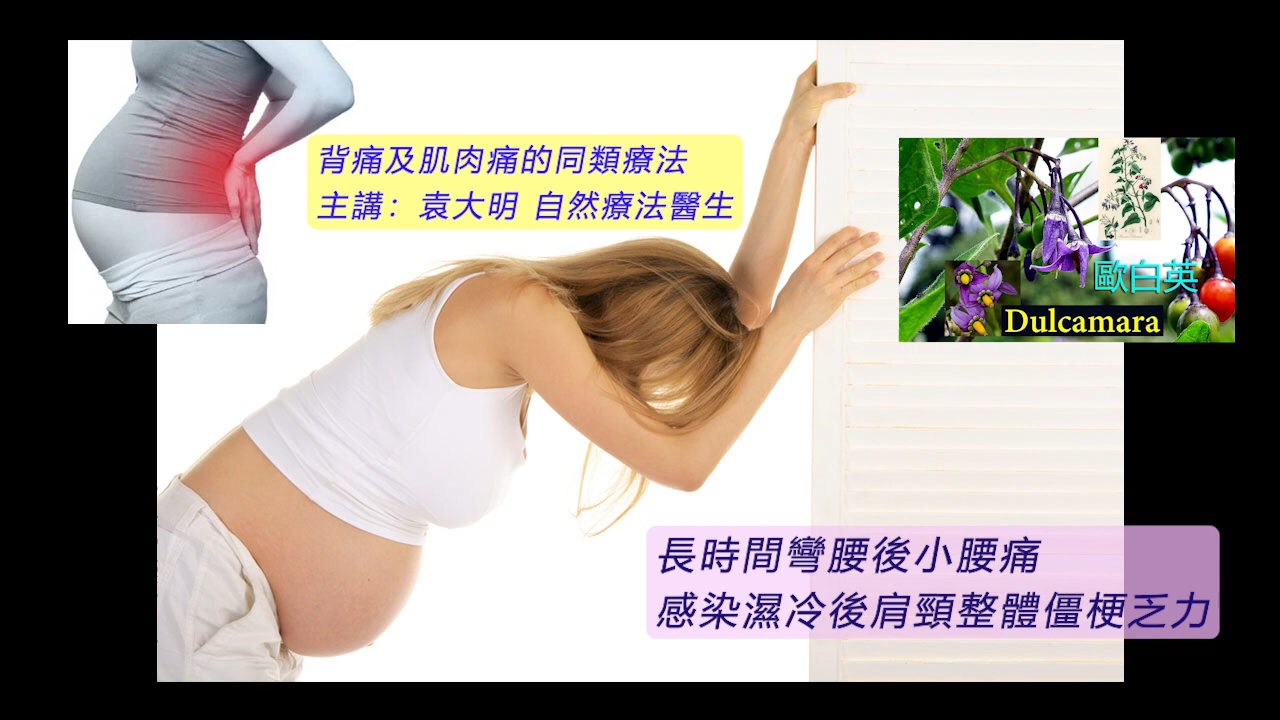 背痛及肌肉痛的同類療法
主講：袁大明 自然療法醫生
歐白英
Dulcamara
長時間彎腰後小腰痛
感染濕冷後肩頸整體僵梗乏力